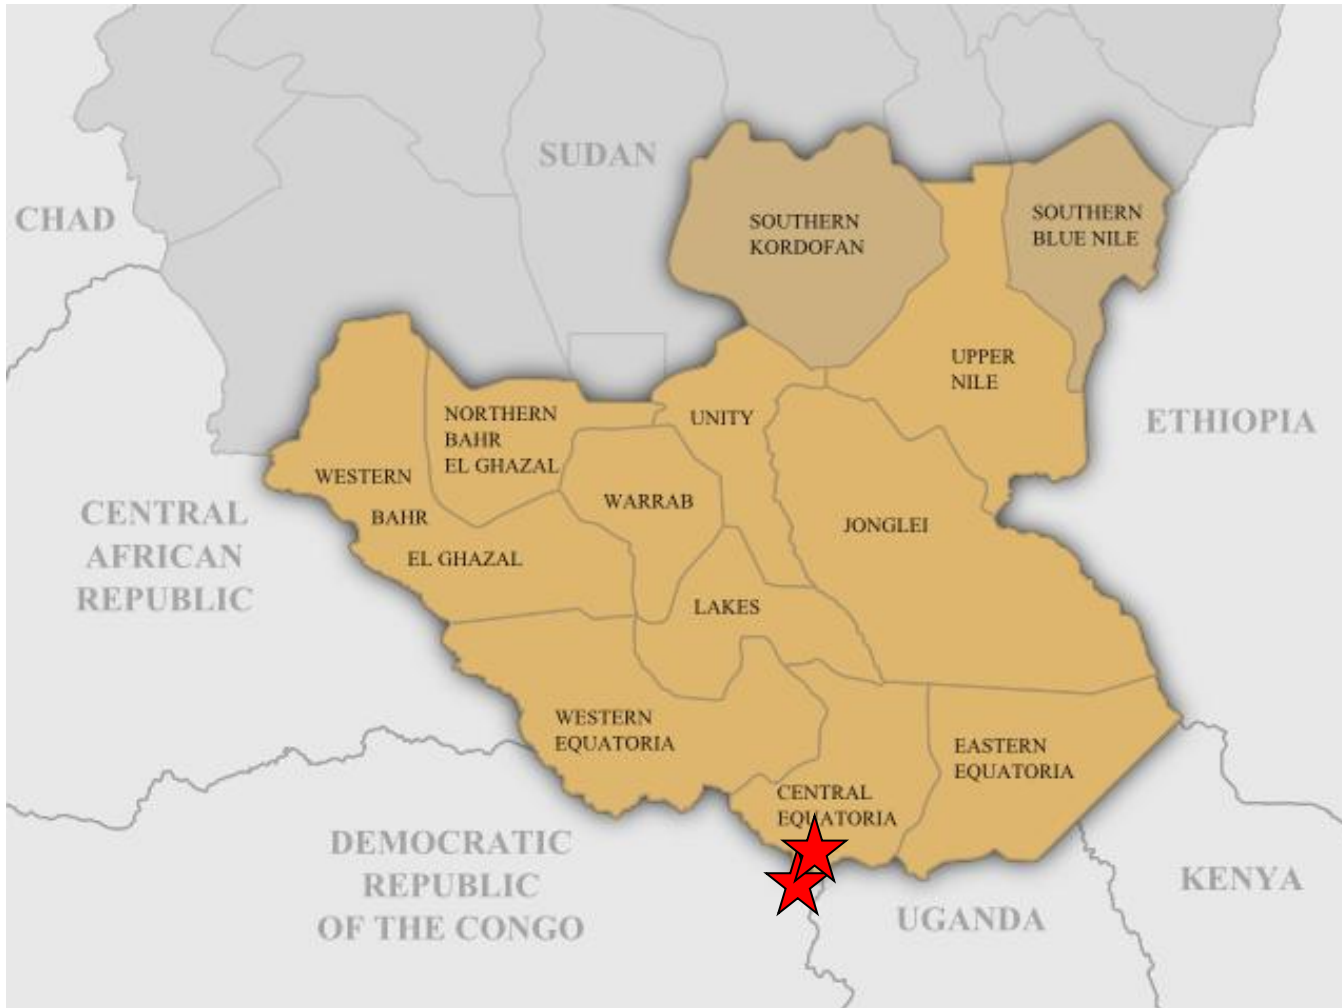 SUDAN
CHAD
SOUTHERN
KORDOFAN
SOUTHERN
BLUE NILE
UPPER
NILE
NORTHERN
BAHR
EL GHAZAL
UNITY
ETHIOPIA
WESTERN
BAHR
EL GHAZAL
WARRAB
JONGLEI
CENTRAL
AFRICAN
REPUBLIC
LAKES
WESTERN
EQUATORIA
EASTERN
EQUATORIA
CENTRAL
EQUATORIA
DEMOCRATIC
REPUBLIC
OF THE CONGO
UGANDA
KENYA